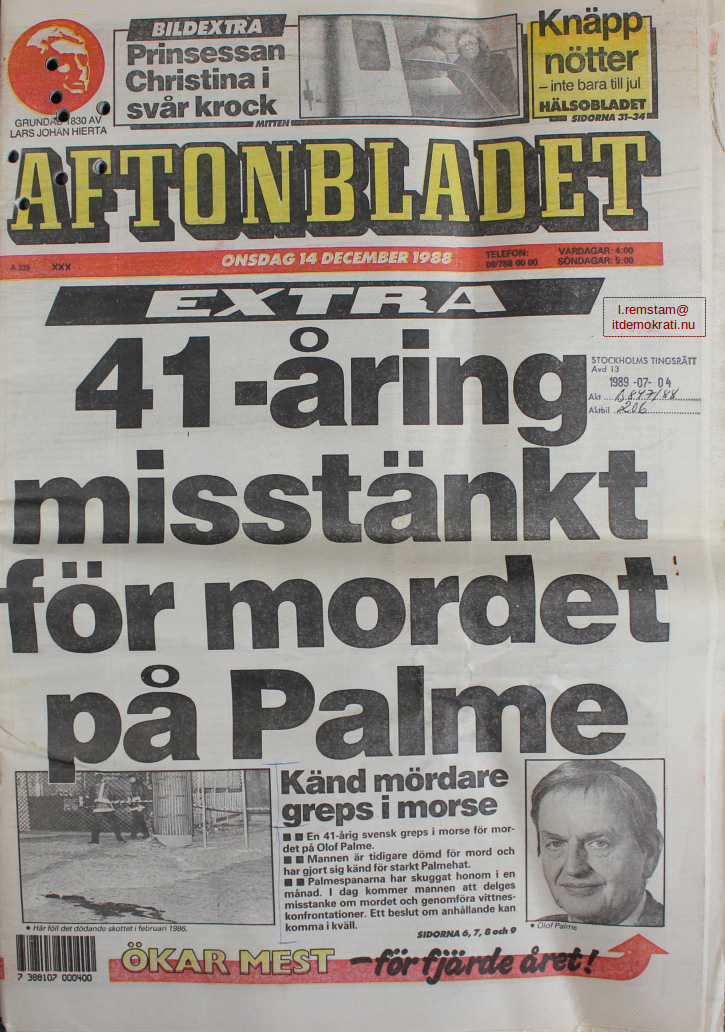 BILDEXTRA
Prinsessan
Christina i
svår krock
MITTEN
Knäpp
nötter
– inte bara till jul
HÄLSOBLADET
SIDORNA 31–34
GRUNDAD 1830 AV
LARS JOHAN HIERTA
AFTONBLADET
A 339 XXX
ONSDAG 14 DECEMBER 1988
TELEFON:
08/788 00 00
VARDAGAR: 4:00
SÖNDAGAR: 5:00
EXTRA
l.remstam@
itdemokrati.nu
STOCKHOLMS TINGSRÄTT
Avd 13
1989 -07- 04
Akt B 847/88
Aktbil 206
41-åring
misstänkt
för mordet
på Palme
Känd mördare
greps i morse
■ ■ En 41-årig svensk greps i morse för mor-
det på Olof Palme.
■ ■ Mannen är tidigare dömd för mord och
har gjort sig känd för starkt Palmehat.
■ ■ Palmespanarna har skuggat honom i en
månad. I dag kommer mannen att delges
misstanke om mordet och genomföra vittnes-
konfrontationer. Ett beslut om anhållande kan
komma i kväll.
SIDORNA 6, 7, 8 och 9
● Här föll det dödande skottet i februari 1986.
● Olof Palme
7 388107 000400
ÖKAR MEST – för fjärde året!